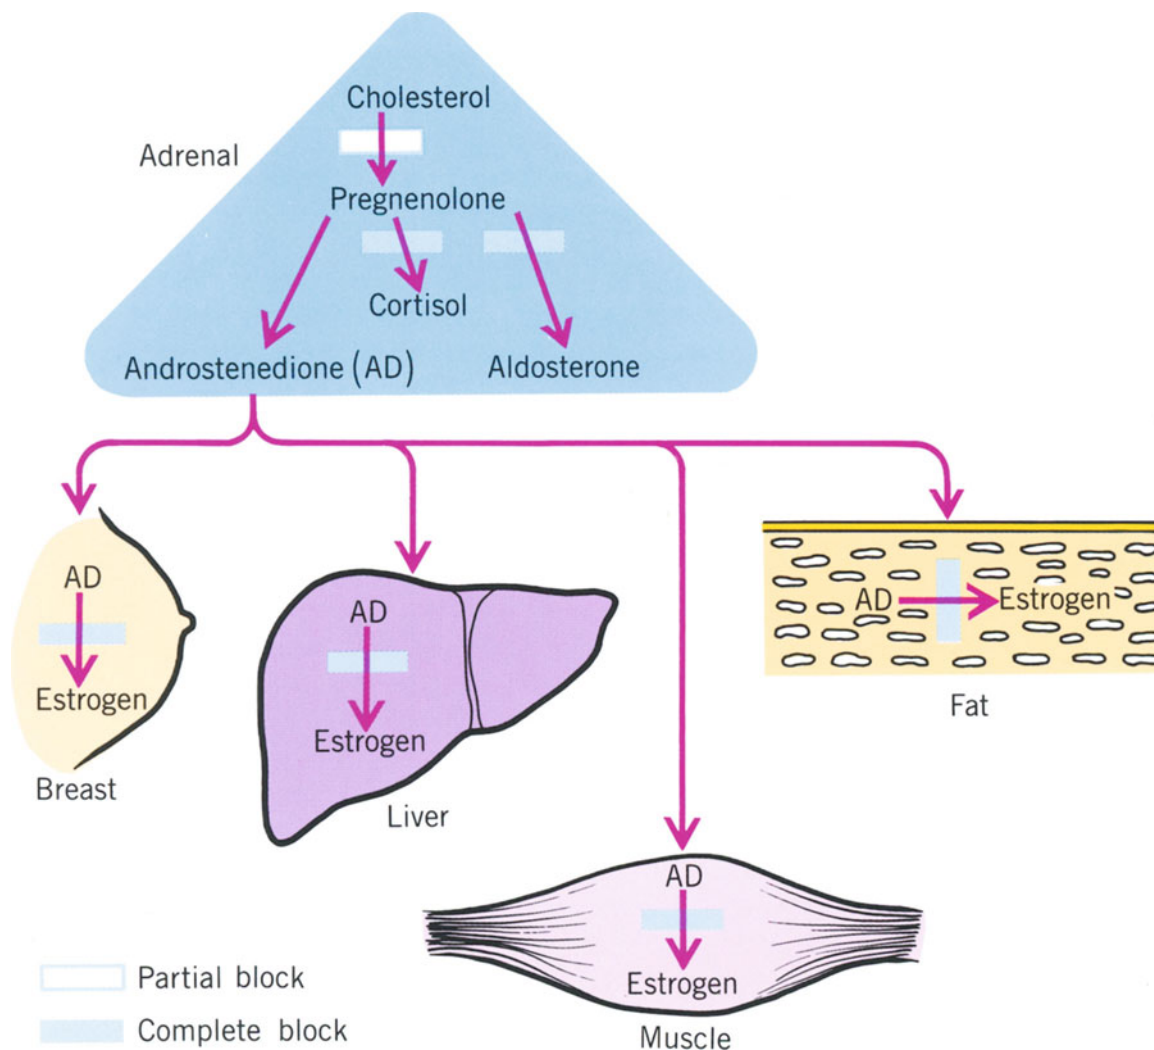 Cholesterol
Adrenal
Pregnenolone
Cortisol
Androstenedione (AD)
Aldosterone
AD
Estrogen
Breast
AD
Estrogen
Liver
AD
Estrogen
Muscle
AD
Estrogen
Fat
Partial block
Complete block